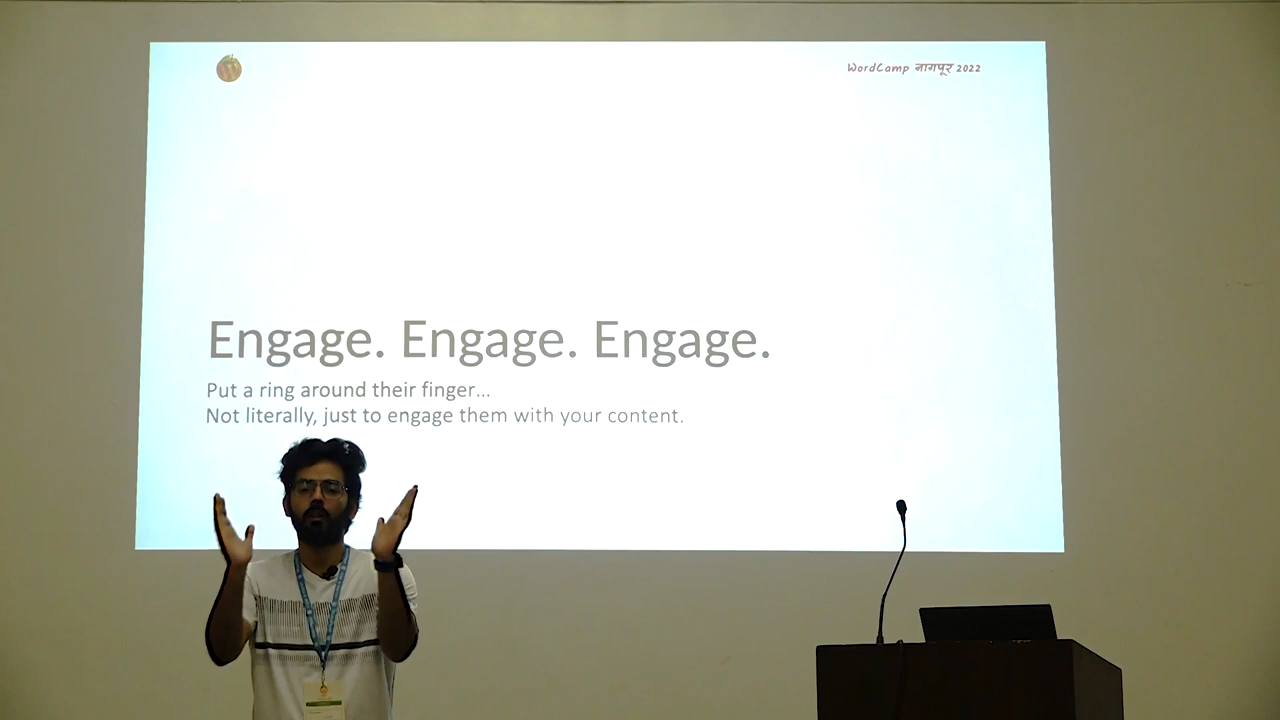 WordCamp नागपूर 2022
Engage. Engage. Engage.
Put a ring around their finger...
Not literally, just to engage them with your content.